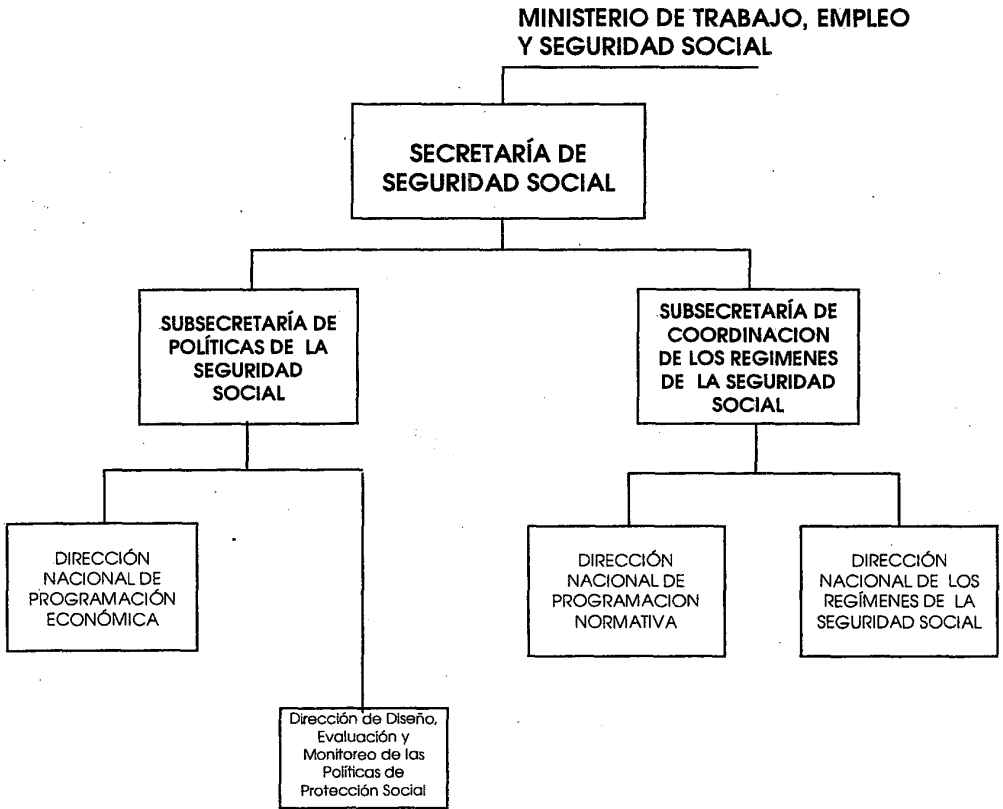 MINISTERIO DE TRABAJO, EMPLEO
Y SEGURIDAD SOCIAL
SECRETARÍA DE
SEGURIDAD SOCIAL
SUBSECRETARÍA DE
POLÍTICAS DE LA
SEGURIDAD
SOCIAL
SUBSECRETARÍA DE
COORDINACION
DE LOS REGIMENES
DE LA SEGURIDAD
SOCIAL
DIRECCIÓN
NACIONAL DE
PROGRAMACIÓN
ECONÓMICA
DIRECCIÓN
NACIONAL DE
PROGRAMACION
NORMATIVA
DIRECCIÓN
NACIONAL DE LOS
REGÍMENES DE LA
SEGURIDAD SOCIAL
Dirección de Diseño,
Evaluación y
Monitoreo de las
Políticas de
Protección Social